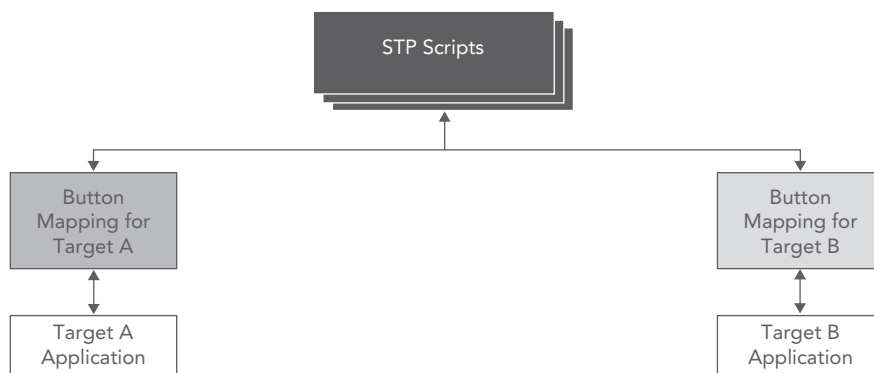 STP Scripts
Button
Mapping for
Target A
Button
Mapping for
Target B
Target A
Application
Target B
Application